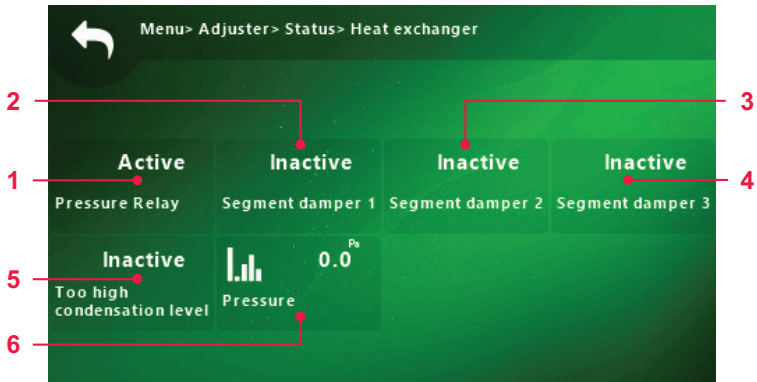 Menu> Adjuster> Status> Heat exchanger
2
3
Active
Inactive
Inactive
Inactive
1
4
Pressure Relay
Segment damper 1
Segment damper 2
Segment damper 3
Inactive
0.0 Pa
5
Too high
condensation level
Pressure
6